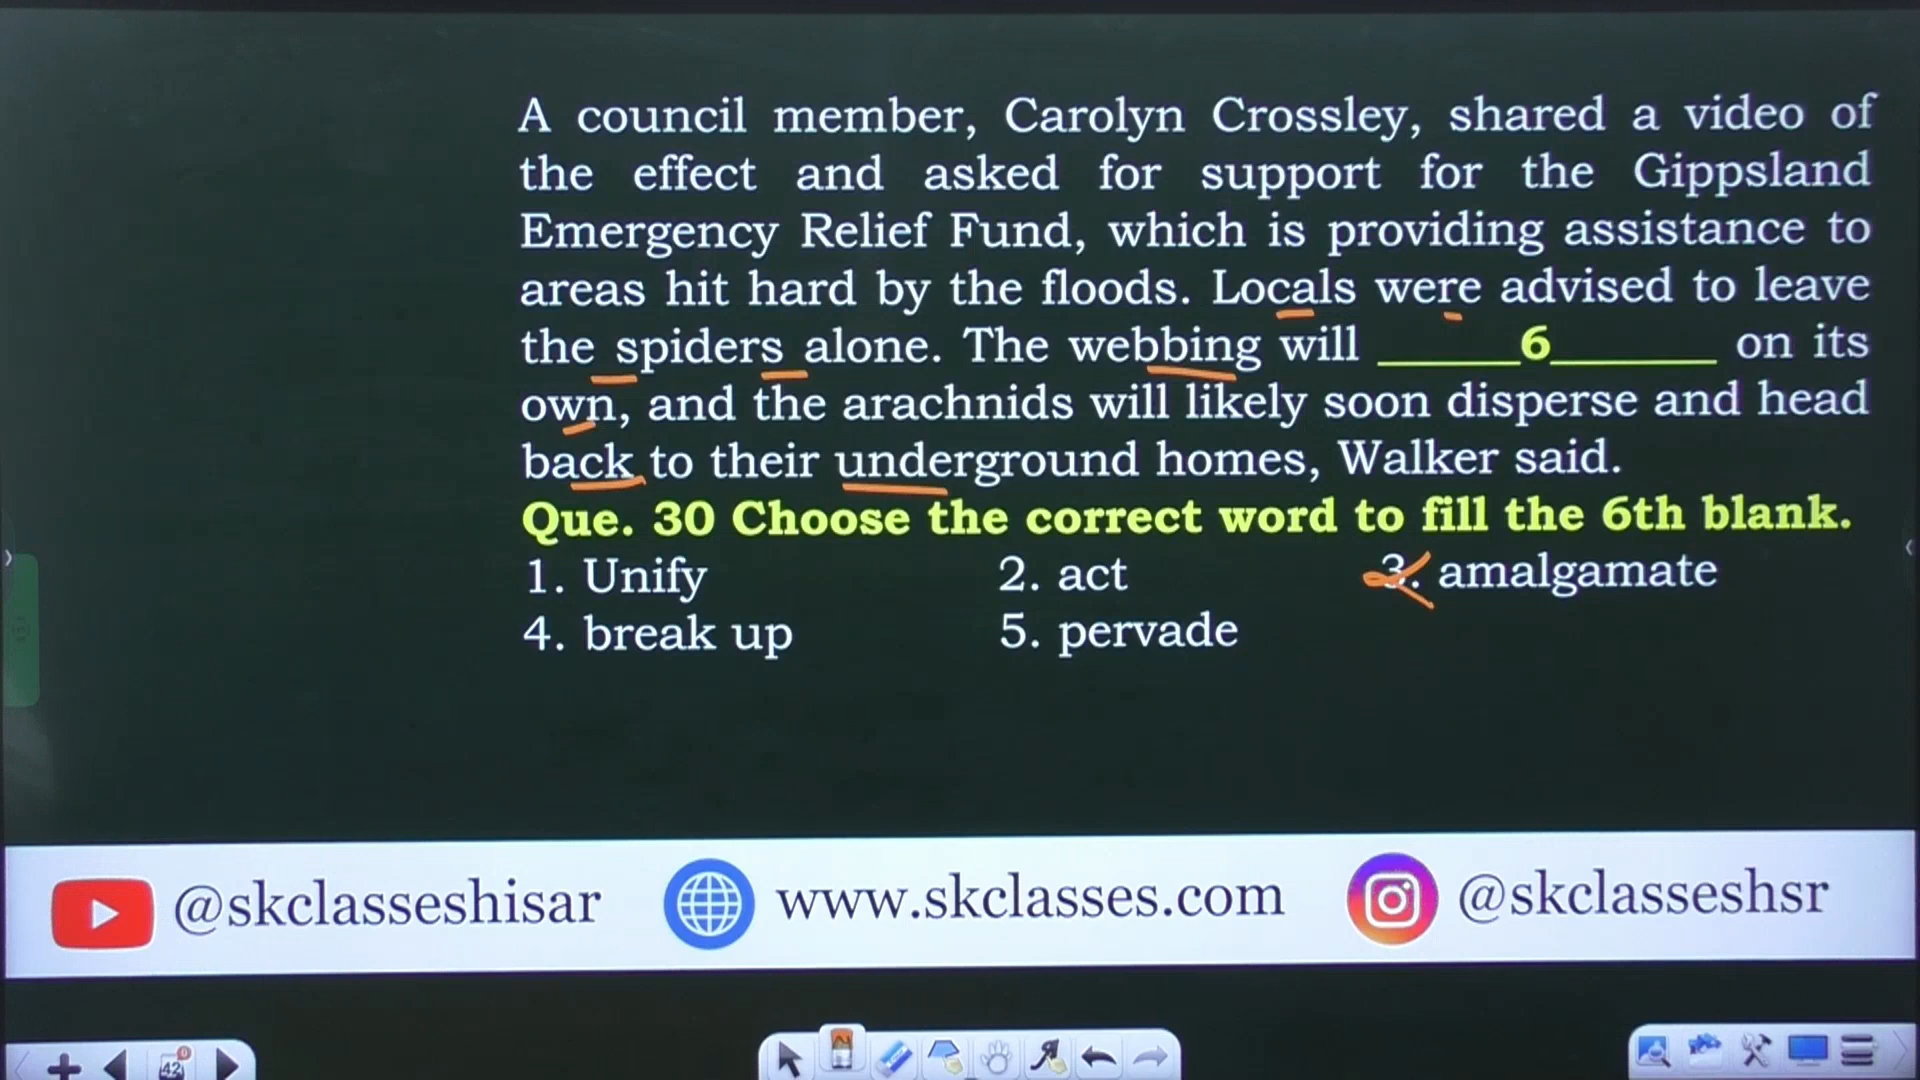 A council member, Carolyn Crossley, shared a video of
the effect and asked for support for the Gippsland
Emergency Relief Fund, which is providing assistance to
areas hit hard by the floods. Locals were advised to leave
the spiders alone. The webbing will ______6_______ on its
own, and the arachnids will likely soon disperse and head
back to their underground homes, Walker said.
Que. 30 Choose the correct word to fill the 6th blank.
1. Unify 2. act 3. amalgamate
4. break up 5. pervade
@skclasseshisar www.skclasses.com @skclasseshsr
42 0